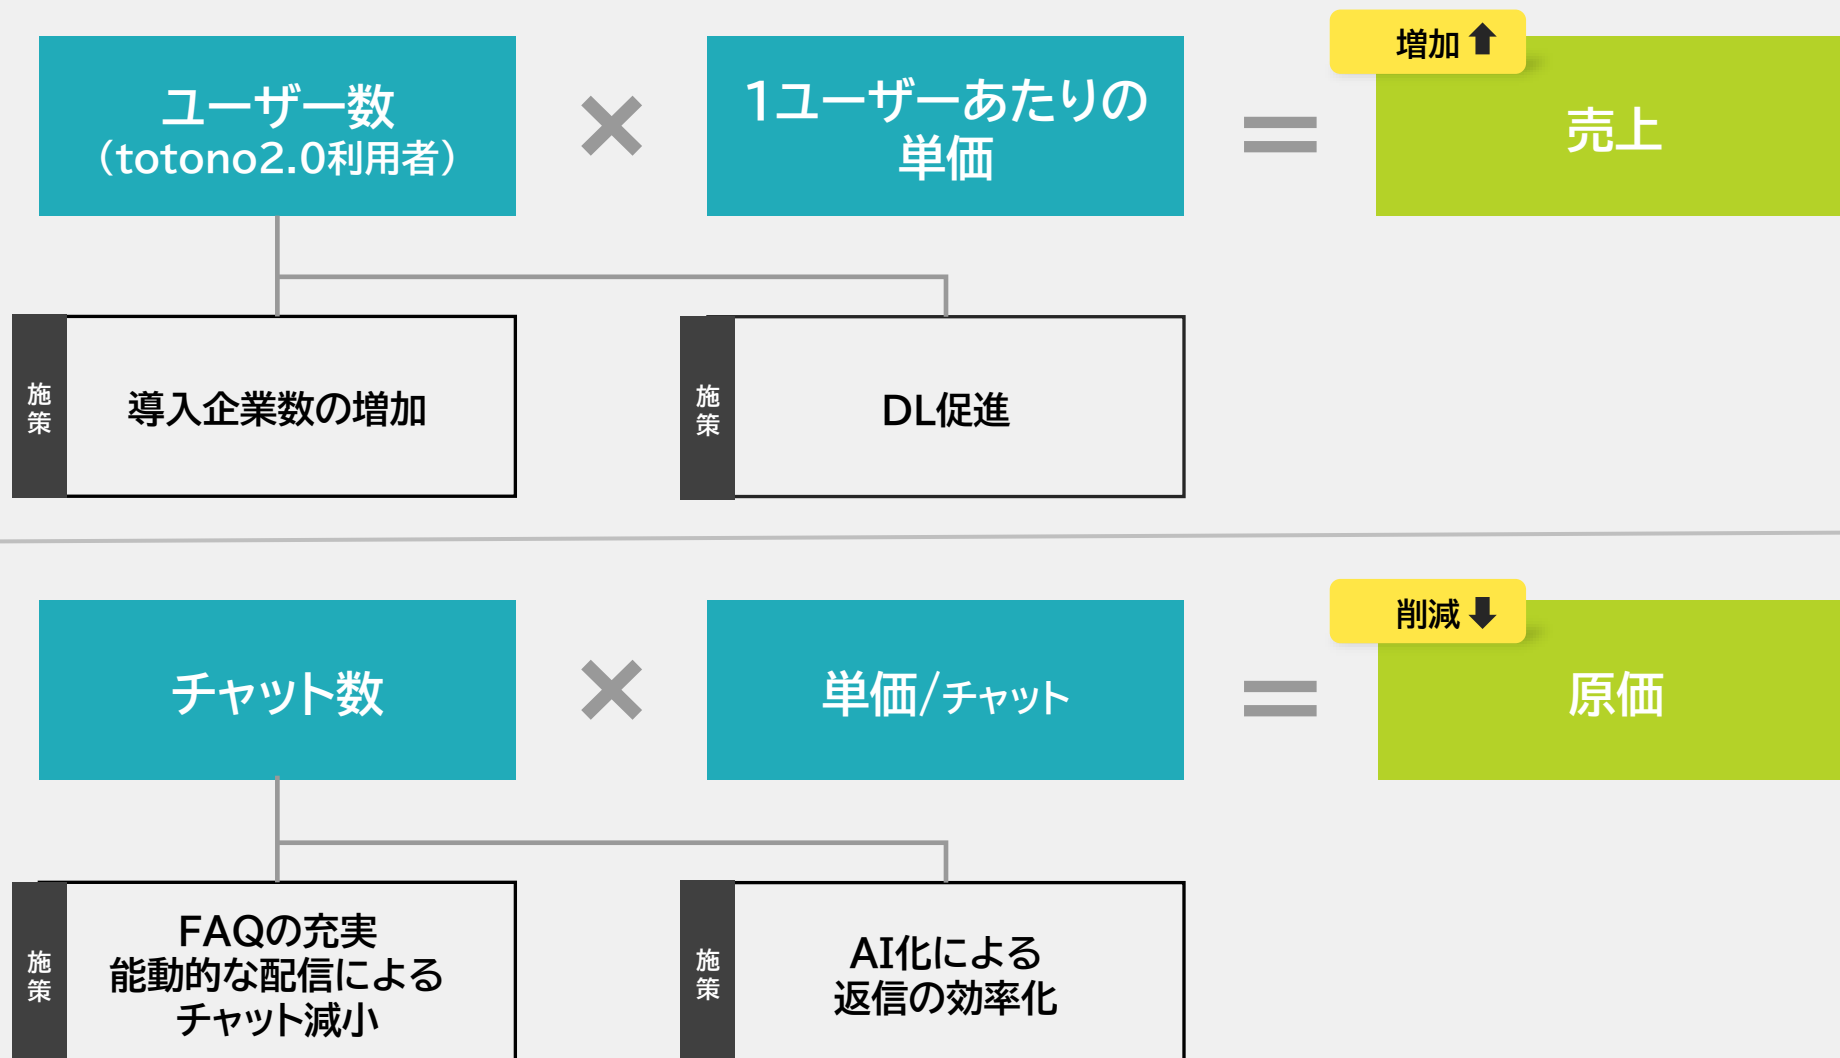 ユーザー数
（totono2.0利用者）
×
1ユーザーあたりの
単価
＝
増加⬆
売上
施策
導入企業数の増加
施策
DL促進
チャット数
×
単価/チャット
＝
削減⬇
原価
施策
FAQの充実
能動的な配信による
チャット減小
施策
AI化による
返信の効率化